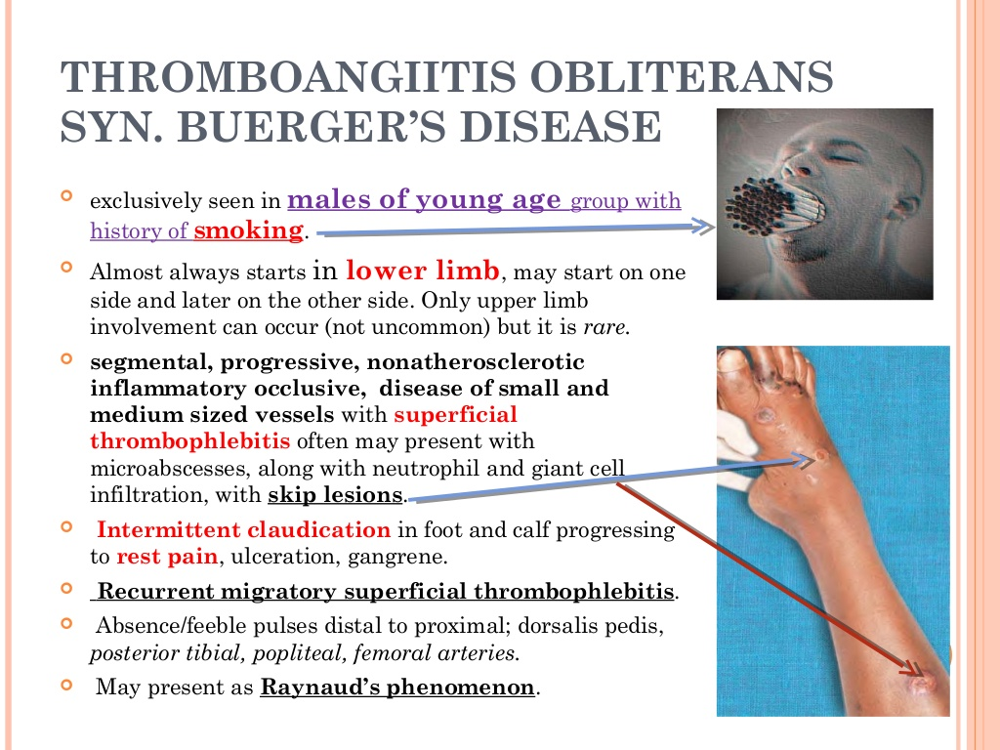 THROMBOANGIITIS OBLITERANS
SYN. BUERGER’S DISEASE
exclusively seen in males of young age group with
history of smoking.
Almost always starts in lower limb, may start on one
side and later on the other side. Only upper limb
involvement can occur (not uncommon) but it is rare.
segmental, progressive, nonatherosclerotic
inflammatory occlusive, disease of small and
medium sized vessels with superficial
thrombophlebitis often may present with
microabscesses, along with neutrophil and giant cell
infiltration, with skip lesions.
Intermittent claudication in foot and calf progressing
to rest pain, ulceration, gangrene.
Recurrent migratory superficial thrombophlebitis.
Absence/feeble pulses distal to proximal; dorsalis pedis,
posterior tibial, popliteal, femoral arteries.
May present as Raynaud’s phenomenon.